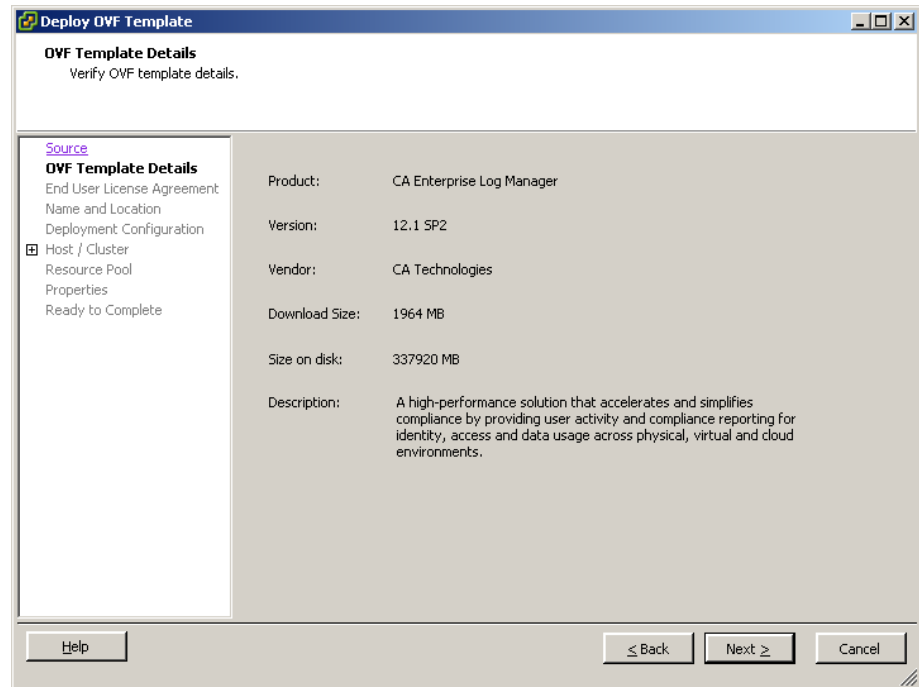 Deploy OVF Template
OVF Template Details
Verify OVF template details.
Source
OVF Template Details
End User License Agreement
Name and Location
Deployment Configuration
Host / Cluster
Resource Pool
Properties
Ready to Complete
Product: CA Enterprise Log Manager
Version: 12.1 SP2
Vendor: CA Technologies
Download Size: 1964 MB
Size on disk: 337920 MB
Description: A high-performance solution that accelerates and simplifies
compliance by providing user activity and compliance reporting for
identity, access and data usage across physical, virtual and cloud
environments.
Help
< Back
Next >
Cancel